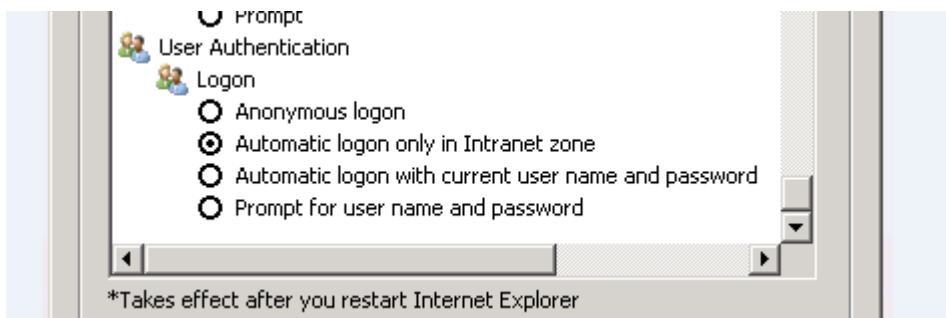 Prompt
User Authentication
Logon
Anonymous logon
Automatic logon only in Intranet zone
Automatic logon with current user name and password
Prompt for user name and password
*Takes effect after you restart Internet Explorer